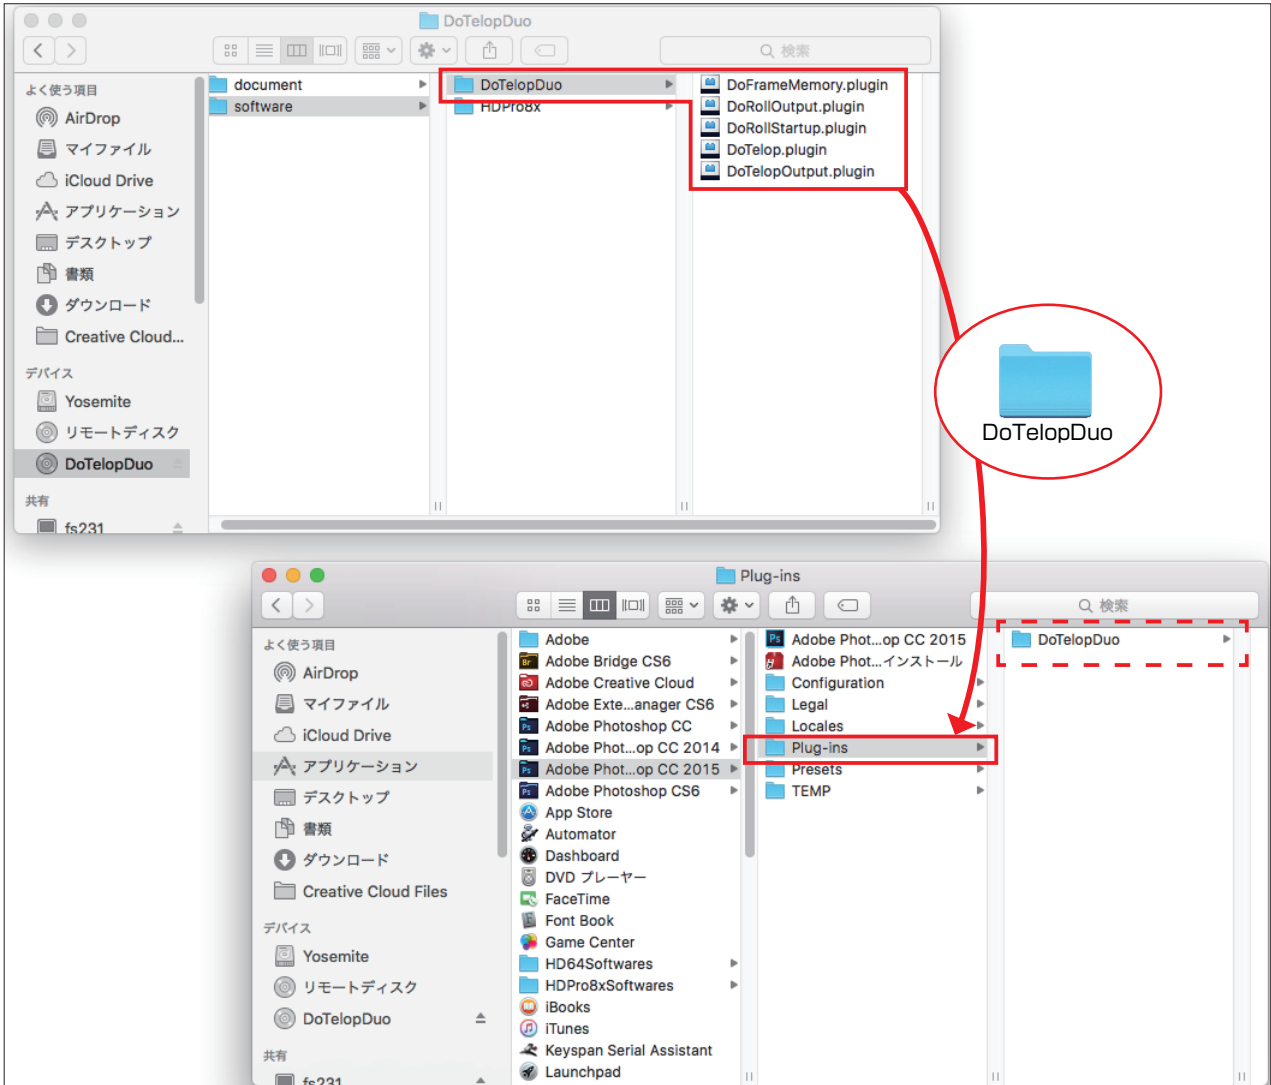 DoTelopDuo
検索
よく使う項目
AirDrop
マイファイル
iCloud Drive
アプリケーション
デスクトップ
書類
ダウンロード
Creative Cloud...
デバイス
Yosemite
リモートディスク
DoTelopDuo
共有
fs231
document
software
DoTelopDuo
HDPro8x
DoFrameMemory.plugin
DoRollOutput.plugin
DoRollStartup.plugin
DoTelop.plugin
DoTelopOutput.plugin
DoTelopDuo
Plug-ins
検索
よく使う項目
AirDrop
マイファイル
iCloud Drive
アプリケーション
デスクトップ
書類
ダウンロード
Creative Cloud Files
デバイス
Yosemite
リモートディスク
DoTelopDuo
共有
fs231
Adobe
Adobe Bridge CS6
Adobe Creative Cloud
Adobe Exte...anager CS6
Adobe Photoshop CC
Adobe Phot...op CC 2014
Adobe Phot...op CC 2015
Adobe Photoshop CS6
App Store
Automator
Dashboard
DVD プレーヤー
FaceTime
Font Book
Game Center
HD64Softwares
HDPro8xSoftwares
iBooks
iTunes
Keyspan Serial Assistant
Launchpad
Adobe Phot...op CC 2015
Adobe Phot...インストール
Configuration
Legal
Locales
Plug-ins
Presets
TEMP
DoTelopDuo